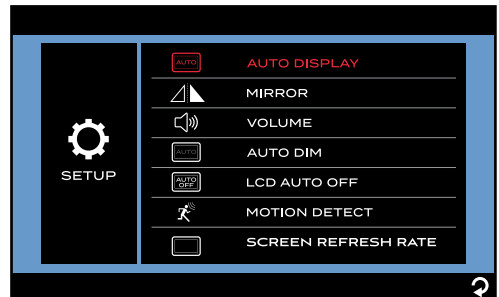 SETUP
AUTO AUTO DISPLAY
MIRROR
VOLUME
AUTO AUTO DIM
AUTO OFF LCD AUTO OFF
MOTION DETECT
SCREEN REFRESH RATE